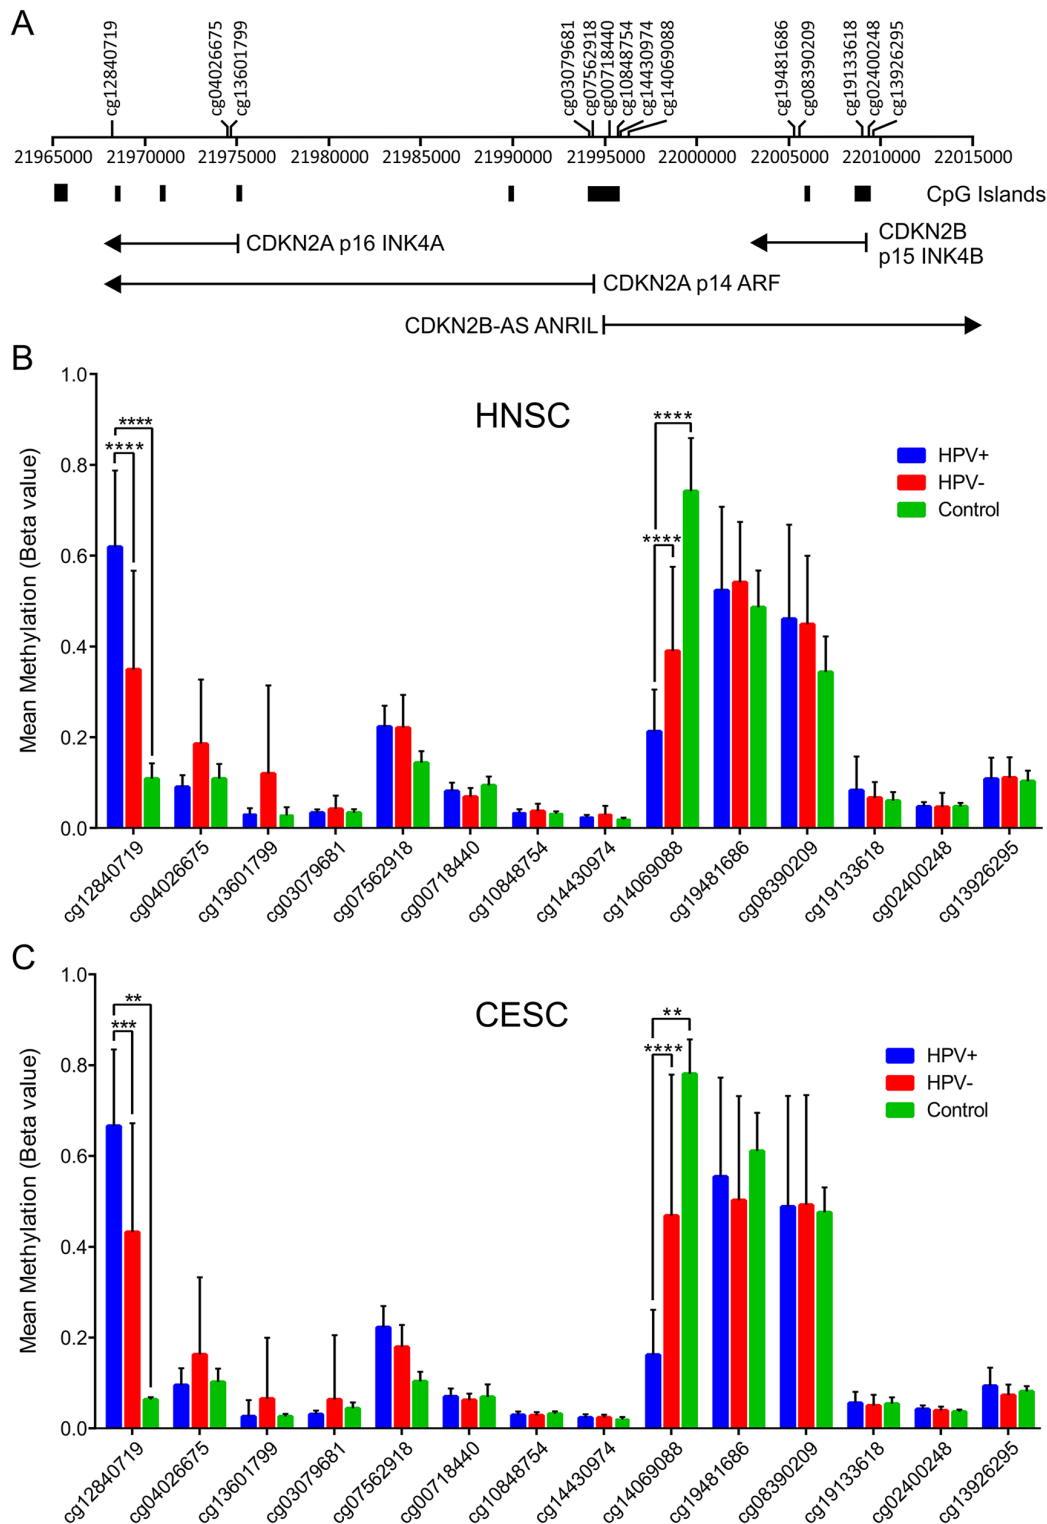 A
cg12840719
cg04026675
cg13601799
cg03079681
cg07562918
cg00718440
cg10848754
cg14430974
cg14069088
cg19481686
cg08390209
cg19133618
cg02400248
cg13926295
21965000 21970000 21975000 21980000 21985000 21990000 21995000 22000000 22005000 22010000 22015000
CpG Islands
CDKN2A p16 INK4A
CDKN2B
p15 INK4B
CDKN2A p14 ARF
CDKN2B-AS ANRIL
B
HNSC
Mean Methylation (Beta value)
1.0
0.8
0.6
0.4
0.2
0.0
****
****
****
****
HPV+
HPV-
Control
cg12840719
cg04026675
cg13601799
cg03079681
cg07562918
cg00718440
cg10848754
cg14430974
cg14069088
cg19481686
cg08390209
cg19133618
cg02400248
cg13926295
C
CESC
Mean Methylation (Beta value)
1.0
0.8
0.6
0.4
0.2
0.0
**
***
**
****
HPV+
HPV-
Control
cg12840719
cg04026675
cg13601799
cg03079681
cg07562918
cg00718440
cg10848754
cg14430974
cg14069088
cg19481686
cg08390209
cg19133618
cg02400248
cg13926295